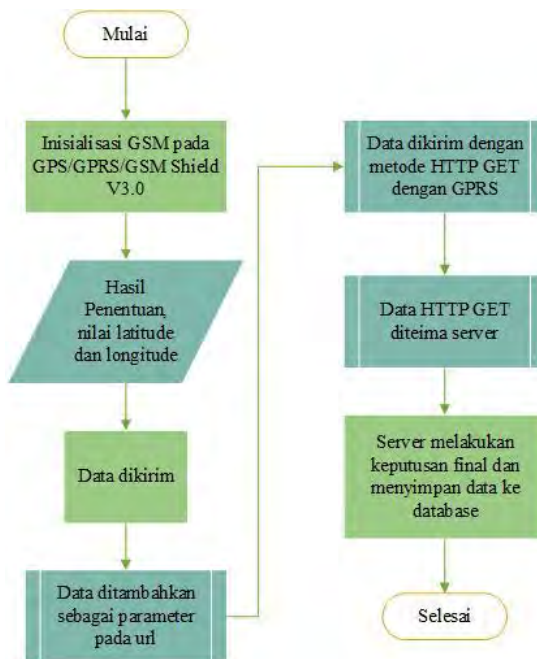 Mulai
Inisialisasi GSM pada
GPS/GPRS/GSM Shield
V3.0
Hasil
Penentuan,
nilai latitude
dan longitude
Data dikirim
Data ditambahkan
sebagai parameter
pada url
Data dikirim dengan
metode HTTP GET
dengan GPRS
Data HTTP GET
diteima server
Server melakukan
keputusan final dan
menyimpan data ke
database
Selesai